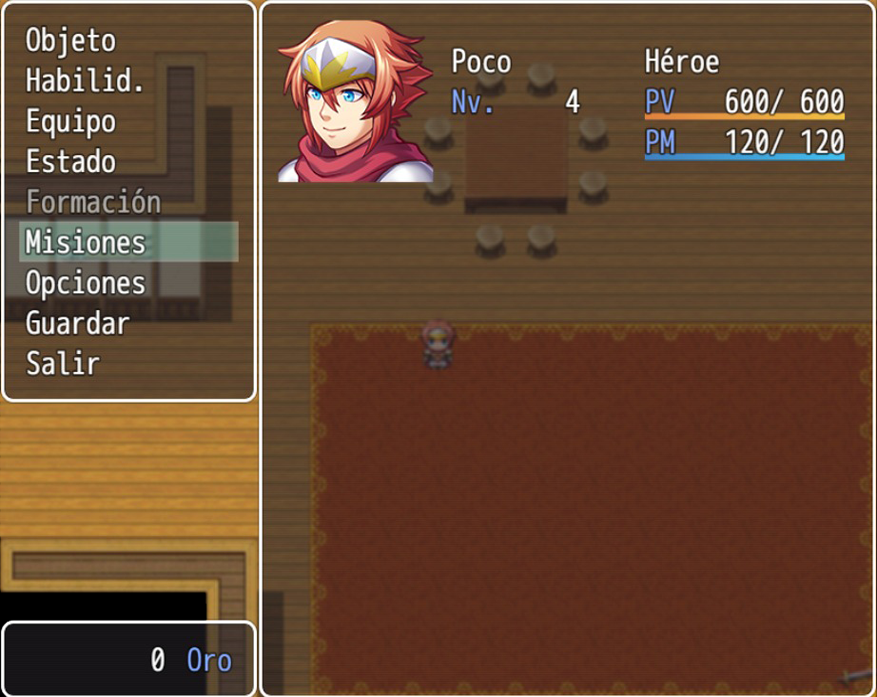 Objeto
Habilid.
Equipo
Estado
Formación
Misiones
Opciones
Guardar
Salir
Poco Héroe
Nv. 4 PV 600/ 600
PM 120/ 120
0 Oro